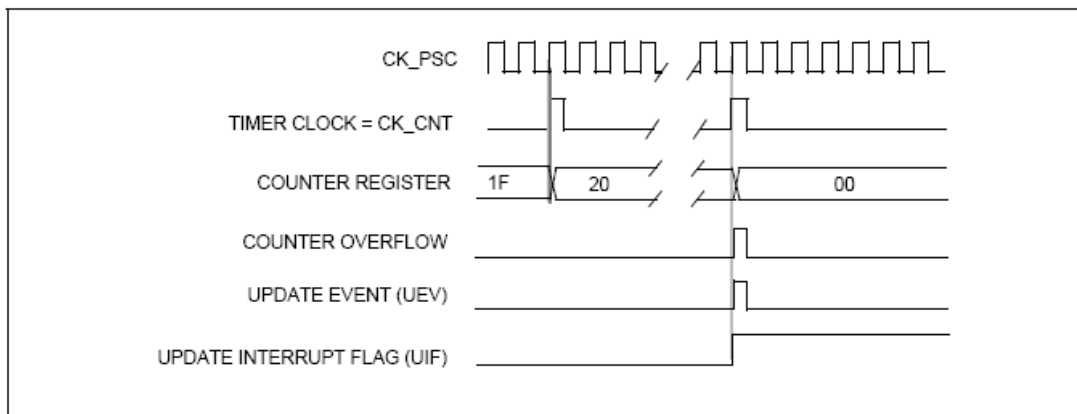 CK_PSC
TIMER CLOCK = CK_CNT
COUNTER REGISTER 1F 20 00
COUNTER OVERFLOW
UPDATE EVENT (UEV)
UPDATE INTERRUPT FLAG (UIF)